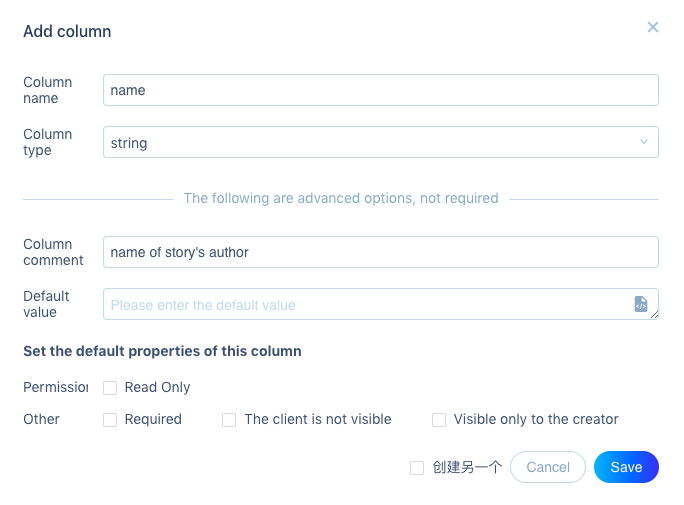 Add column
Column
name
name
Column
type
string
The following are advanced options, not required
Column
comment
name of story's author
Default
value
Please enter the default value
Set the default properties of this column
Permission
Read Only
Other
Required
The client is not visible
Visible only to the creator
创建另一个
Cancel
Save